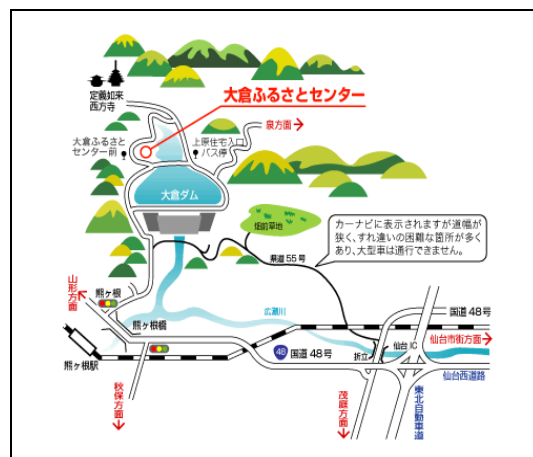 定義如来
西方寺
大倉ふるさとセンター
大倉ふるさと
センター前
上原住宅入口
バス停
泉方面
大倉ダム
畑前草地
カーナビに表示されますが道幅が
狭く、すれ違いの困難な箇所が多く
あり、大型車は通行できません。
県道55号
山形方面
熊ヶ根
熊ヶ根橋
広瀬川
国道48号
仙台市街方面
仙台IC
折立
48
国道48号
熊ヶ根駅
仙台西道路
秋保方面
茂庭方面
東北自動車道